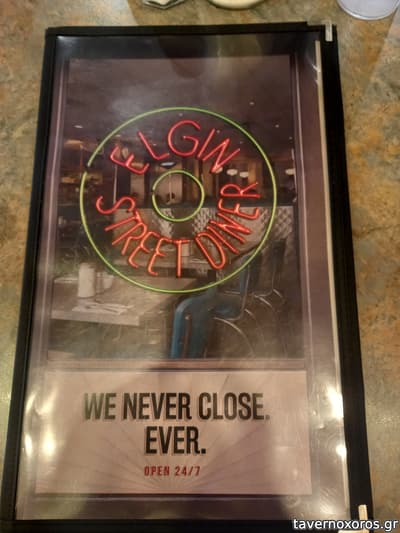 ELGIN
STREET DINER
WE NEVER CLOSE.
EVER.
OPEN 24/7
tavernoxoros.gr